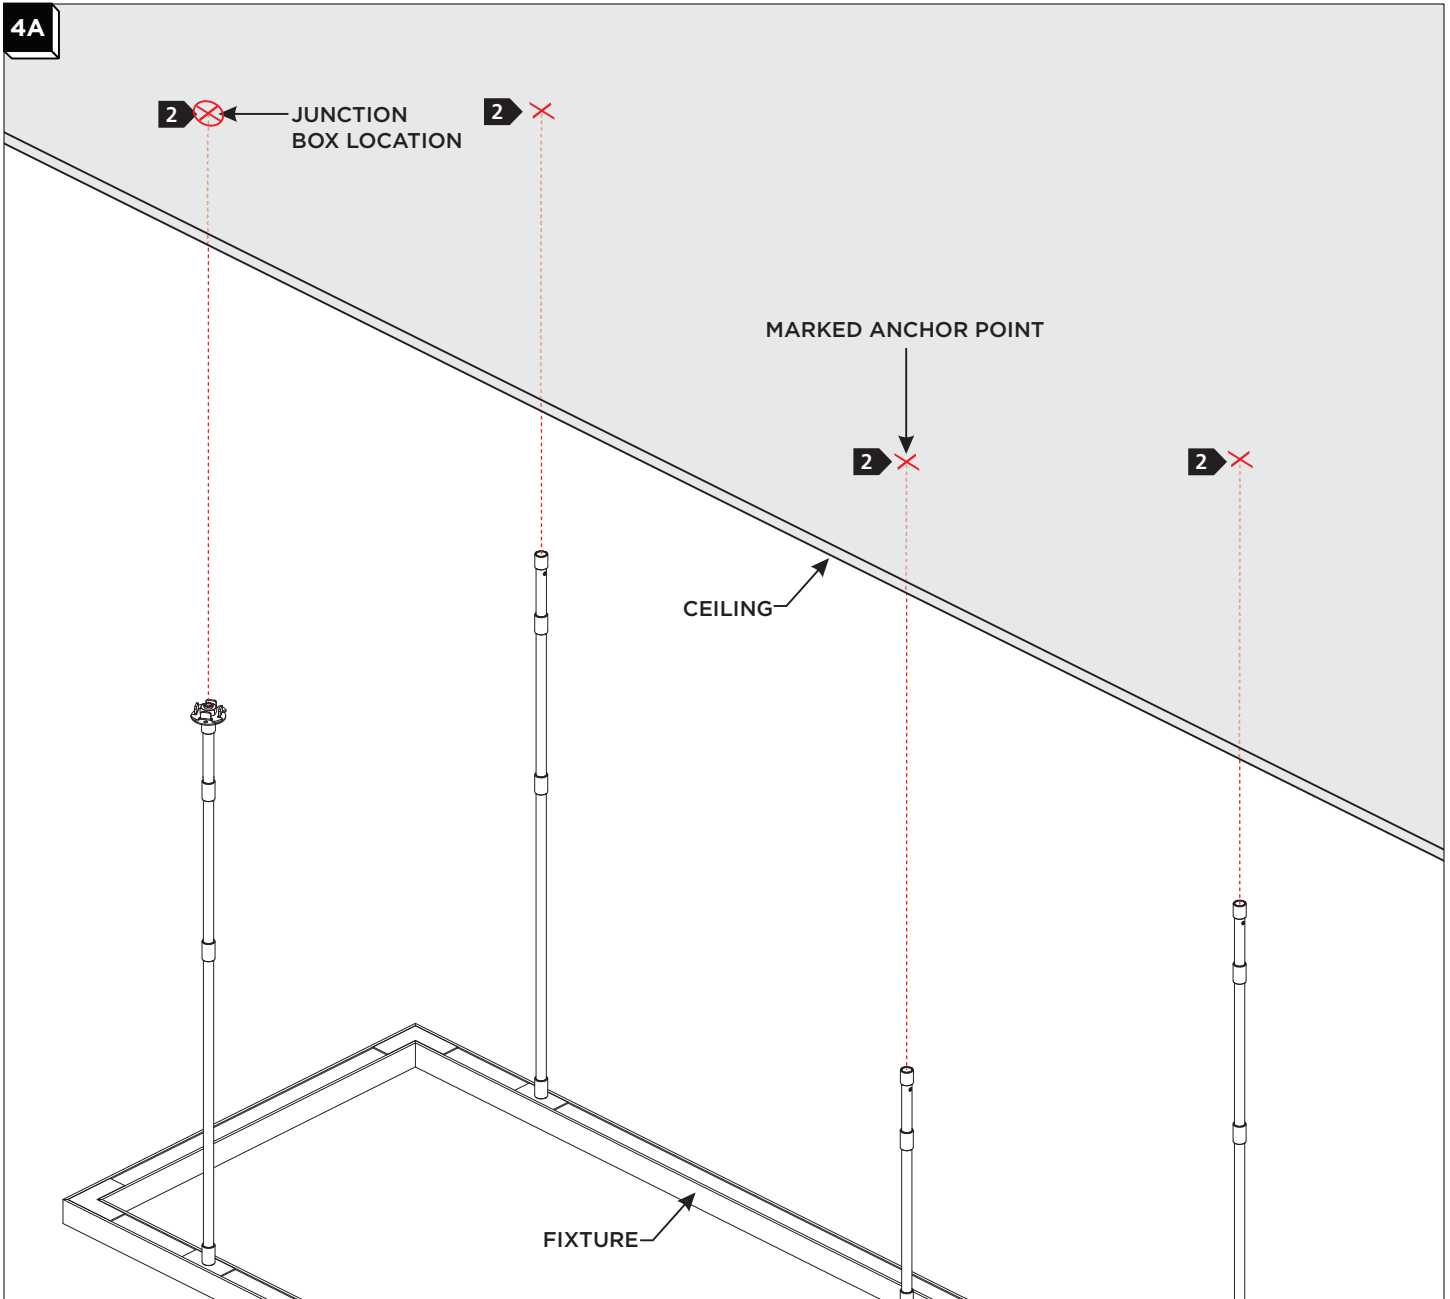 4A
2
JUNCTION
BOX LOCATION
2
MARKED ANCHOR POINT
2
2
CEILING
FIXTURE